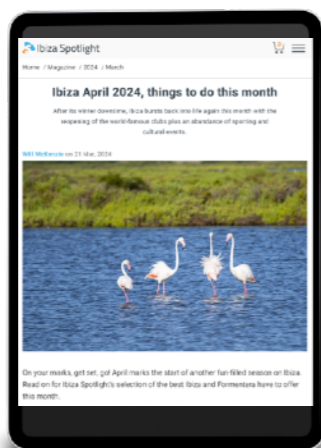 Ibiza Spotlight
Home / Magazine / 2024 / March
Ibiza April 2024, things to do this month
After its winter downtime, Ibiza bursts back into life again this month with the
reopening of the world-famous clubs plus an abundance of sporting and
cultural events.
Will McKenzie on 21 Mar, 2024
On your marks, get set, go! April marks the start of another fun-filled season on Ibiza.
Read on for Ibiza Spotlight's selection of the best Ibiza and Formentera have to offer
this month.